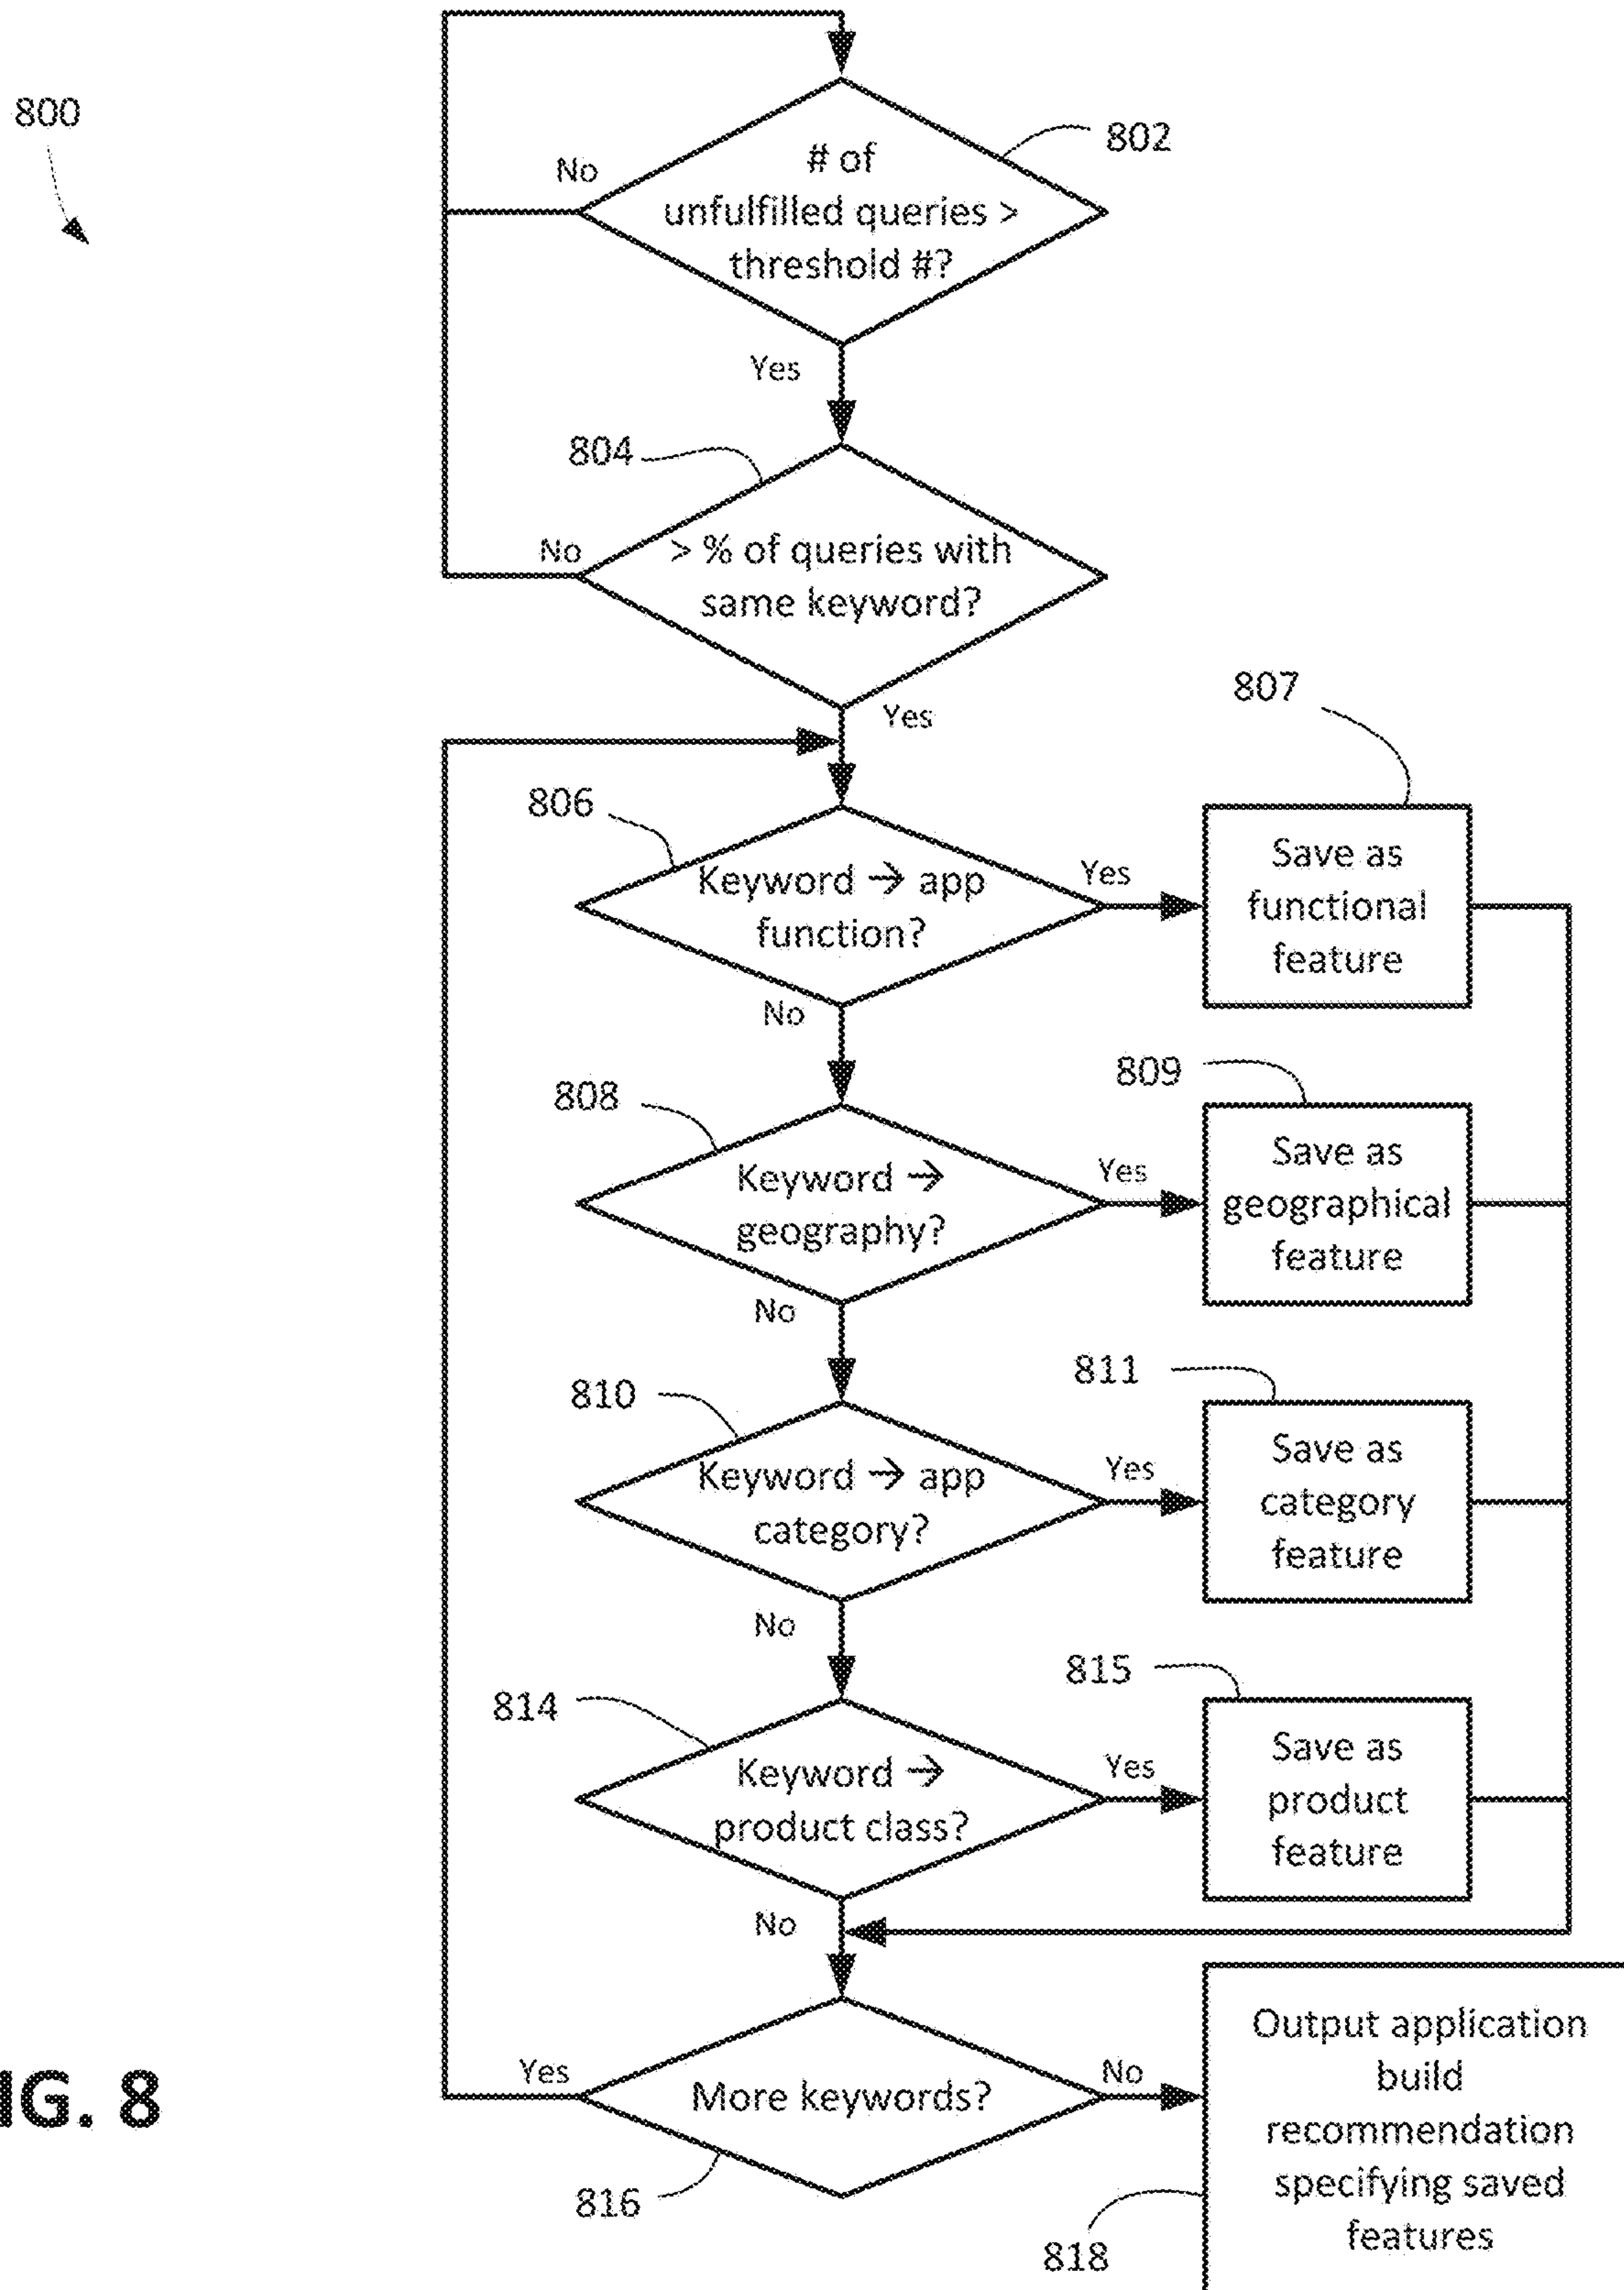 800
802
No
# of
unfulfilled queries >
threshold #?
Yes
804
No
> % of queries with
same keyword?
Yes
807
806
Keyword → app
function?
Yes
Save as
functional
feature
No
809
808
Keyword →
geography?
Yes
Save as
geographical
feature
No
811
810
Keyword → app
category?
Yes
Save as
category
feature
No
815
814
Keyword →
product class?
Yes
Save as
product
feature
No
Yes
More keywords?
No
Output application
build
recommendation
specifying saved
features
816
818
IG. 8